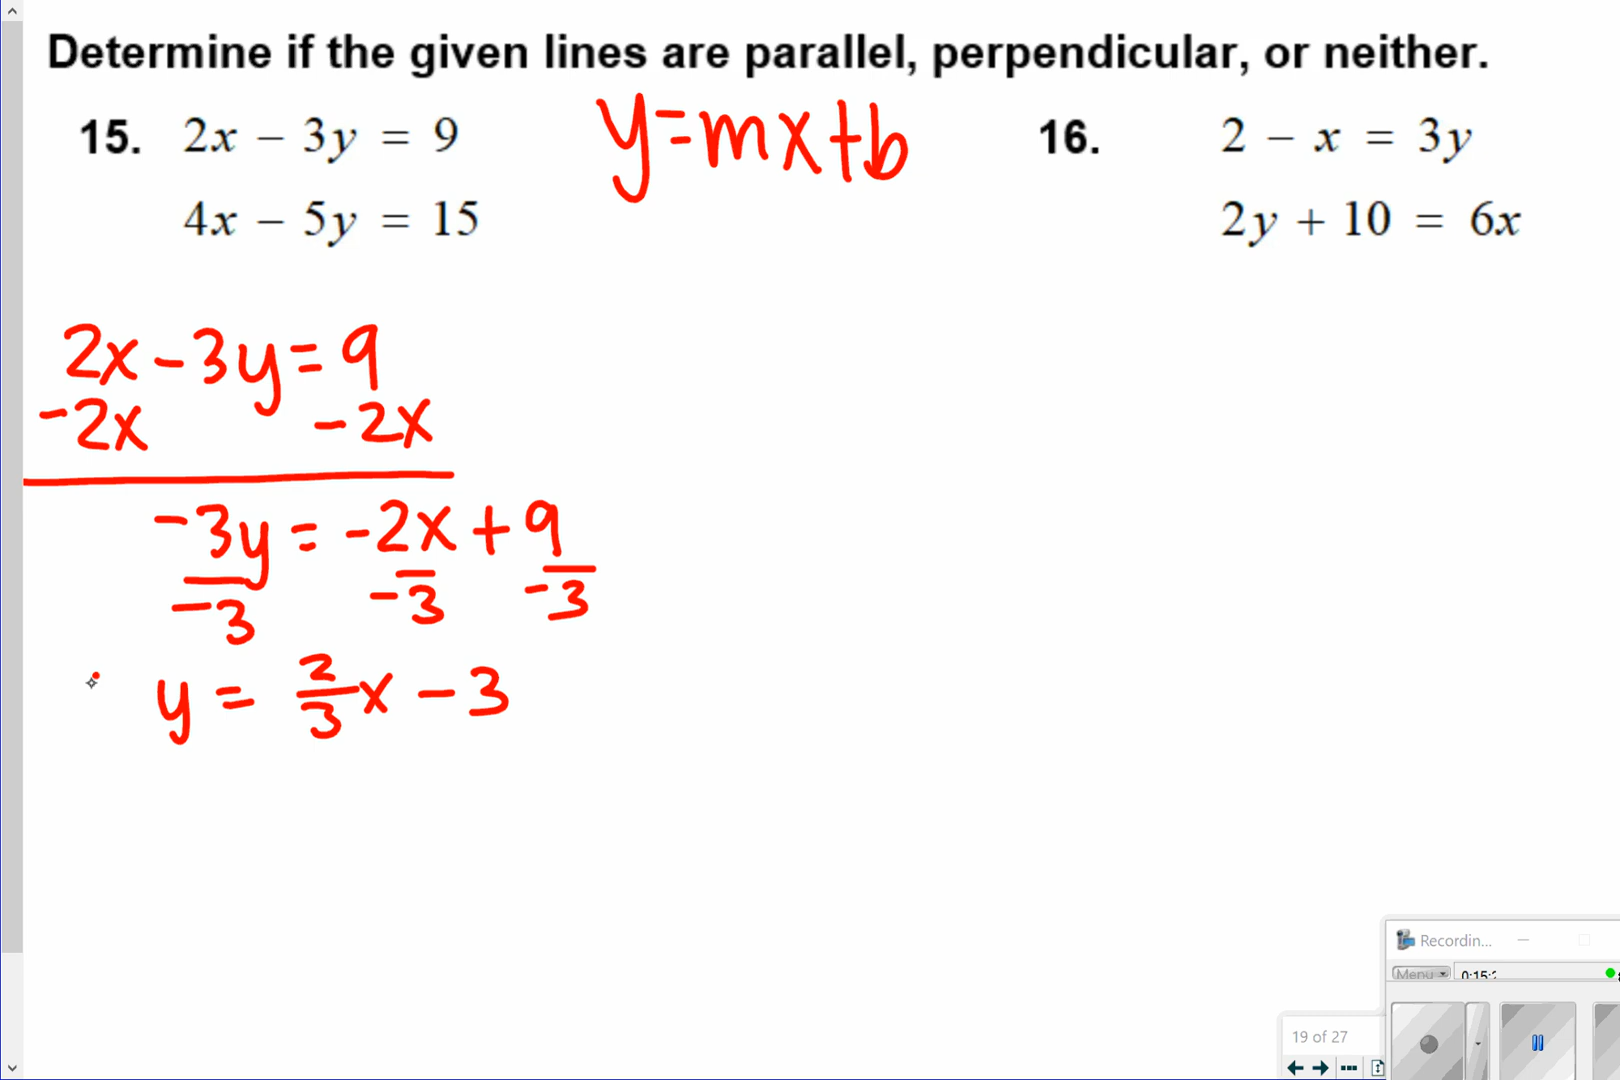 Determine if the given lines are parallel, perpendicular, or neither.
15. 2x − 3y = 9
4x − 5y = 15
y=mx+b
16. 2 − x = 3y
2y + 10 = 6x
2x-3y=9
-2x -2x
-3y = -2x + 9
-3 -3 -3
y = 2/3 x - 3
Recordin...
Menu
19 of 27